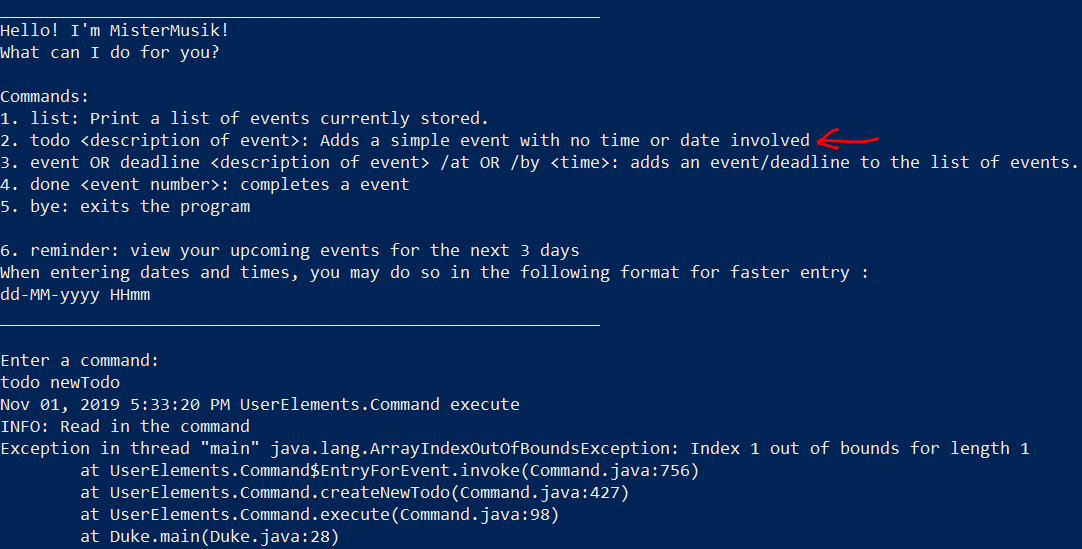 Hello! I'm MisterMusik!
What can I do for you?
Commands:
1. list: Print a list of events currently stored.
2. todo <description of event>: Adds a simple event with no time or date involved
3. event OR deadline <description of event> /at OR /by <time>: adds an event/deadline to the list of events.
4. done <event number>: completes a event
5. bye: exits the program
6. reminder: view your upcoming events for the next 3 days
When entering dates and times, you may do so in the following format for faster entry :
dd-MM-yyyy HHmm
Enter a command:
todo newTodo
Nov 01, 2019 5:33:20 PM UserElements.Command execute
INFO: Read in the command
Exception in thread "main" java.lang.ArrayIndexOutOfBoundsException: Index 1 out of bounds for length 1
at UserElements.Command$EntryForEvent.invoke(Command.java:756)
at UserElements.Command.createNewTodo(Command.java:427)
at UserElements.Command.execute(Command.java:98)
at Duke.main(Duke.java:28)